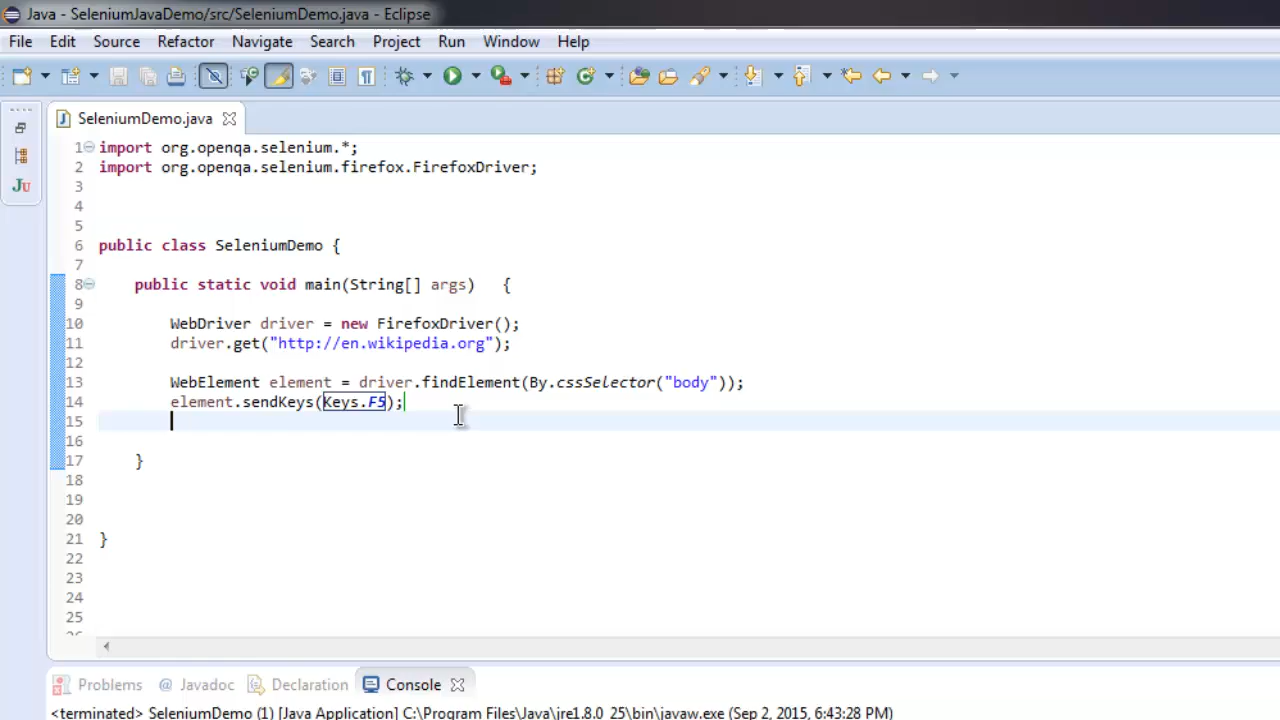 Java - SeleniumJavaDemo/src/SeleniumDemo.java - Eclipse
File Edit Source Refactor Navigate Search Project Run Window Help
SeleniumDemo.java
1 import org.openqa.selenium.*;
2 import org.openqa.selenium.firefox.FirefoxDriver;
3
4
5
6 public class SeleniumDemo {
7
8 public static void main(String[] args) {
9
10 WebDriver driver = new FirefoxDriver();
11 driver.get("http://en.wikipedia.org");
12
13 WebElement element = driver.findElement(By.cssSelector("body"));
14 element.sendKeys(Keys.F5);
15
16
17 }
18
19
20
21 }
22
23
24
25
26
Problems @ Javadoc Declaration Console
<terminated> SeleniumDemo (1) [Java Application] C:\Program Files\Java\jre1.8.0_25\bin\javaw.exe (Sep 2, 2015, 6:43:28 PM)